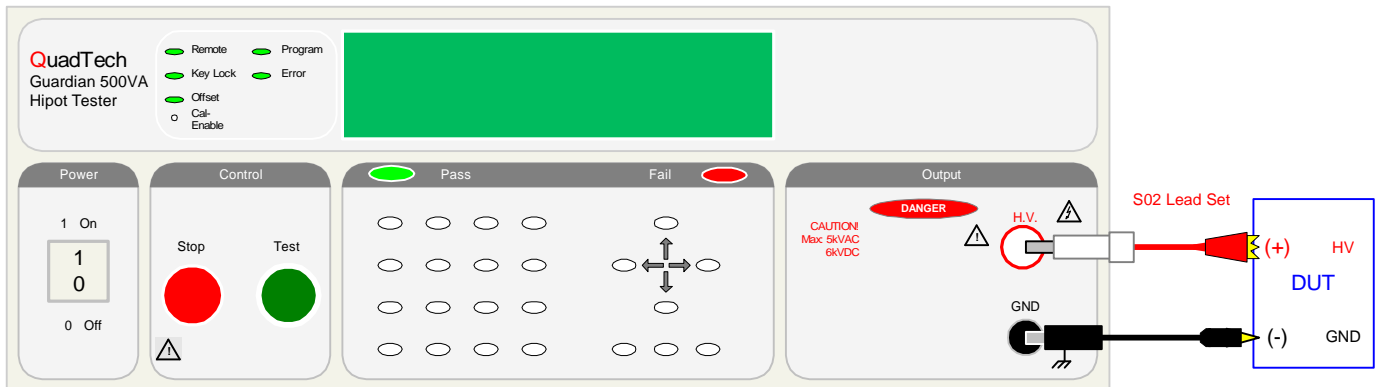 QuadTech
Guardian 500VA
Hipot Tester
Remote
Program
Key Lock
Error
Offset
Cal-
Enable
Power
Control
Pass
Fail
Output
1 On
1
0
0 Off
Stop
Test
DANGER
CAUTION!
Max: 5kVAC
6kVDC
H.V.
GND
S02 Lead Set
(+)
HV
DUT
(-)
GND